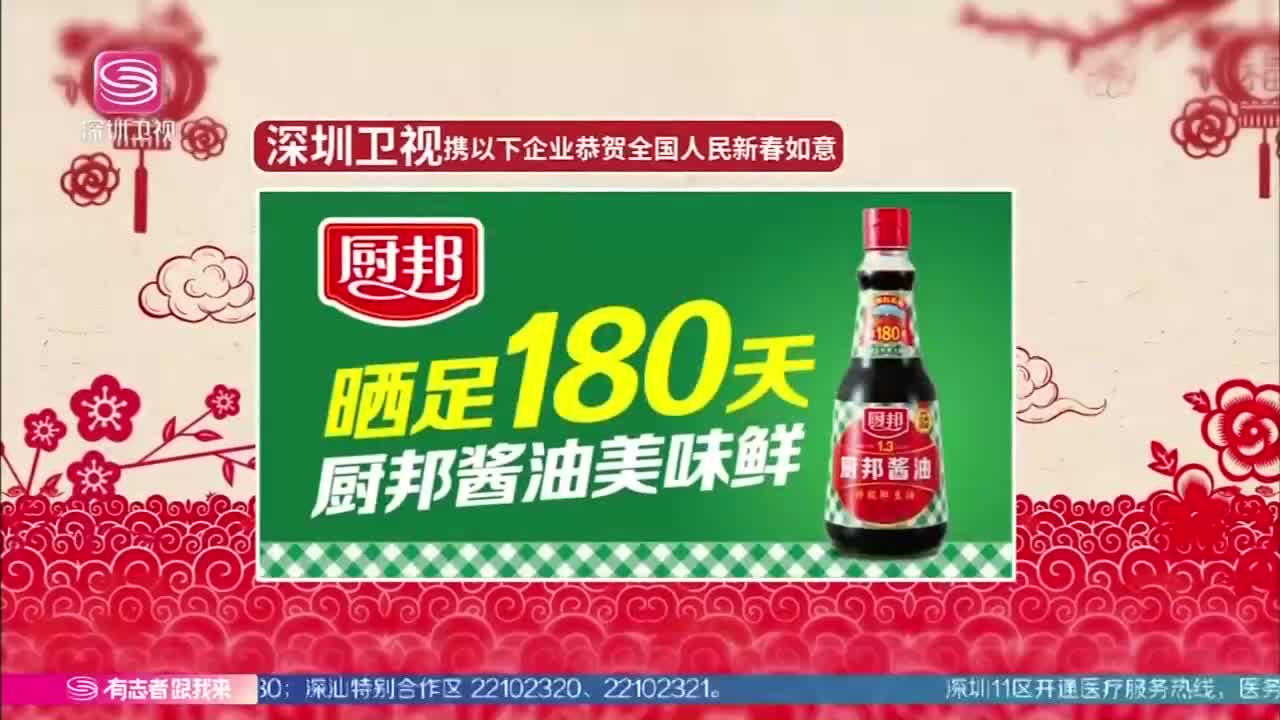 深圳卫视
深圳卫视携以下企业恭贺全国人民新春如意
厨邦
晒足180天
厨邦酱油美味鲜
180
厨邦
1.3
厨邦酱油
有志者跟我来
80；深汕特别合作区 22102320、22102321。
深圳11区开通医疗服务热线，医务